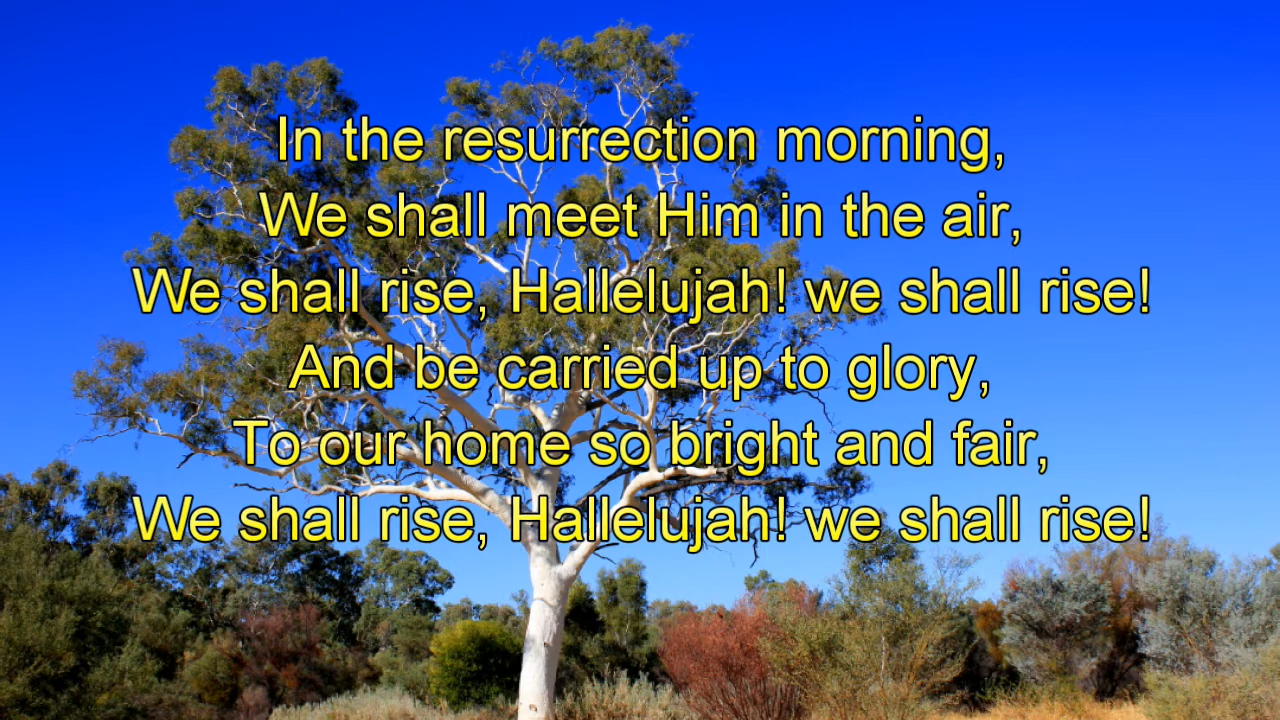 In the resurrection morning,
We shall meet Him in the air,
We shall rise, Hallelujah! we shall rise!
And be carried up to glory,
To our home so bright and fair,
We shall rise, Hallelujah! we shall rise!